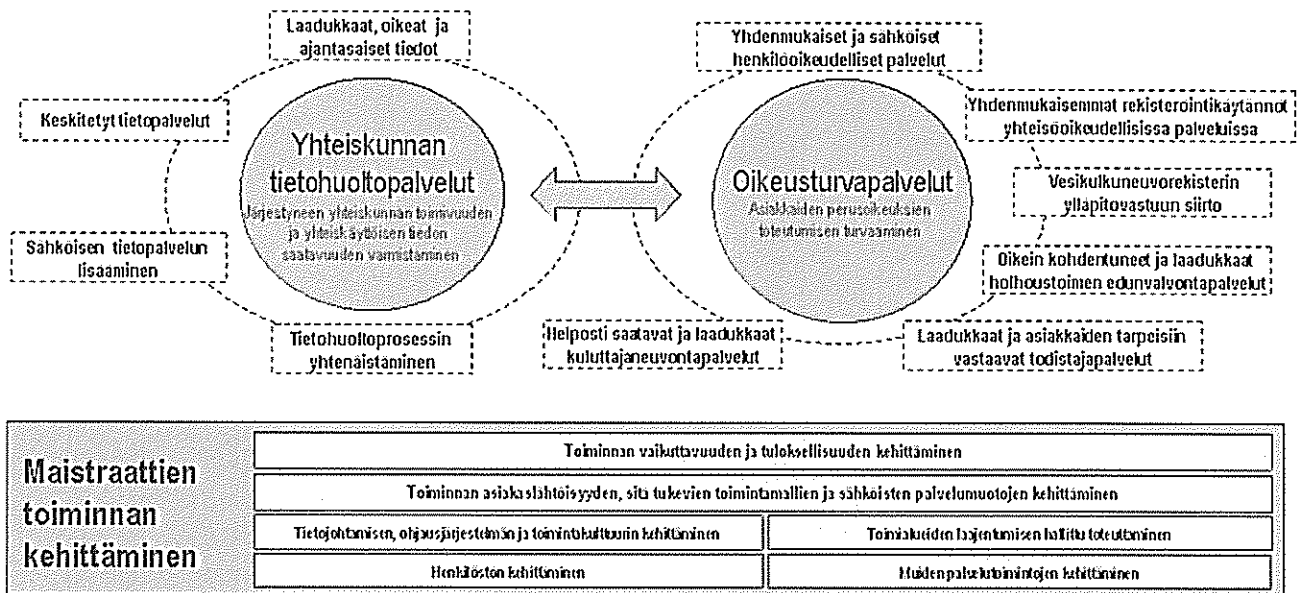 Laadukkaat, oikeat ja
ajantasaiset tiedot
Keskitetyt tietopalvelut
Sähköisen tietopalvelun
lisääminen
Tietohuoltoprosessin
yhtenäistäminen
Yhteiskunnan
tietohuoltopalvelut
Järjestyneen yhteiskunnan toimivuuden
ja yhteiskäyttöisen tiedon
saatavuuden varmistaminen
Yhdenmukaiset ja sähköiset
henkilöoikeudelliset palvelut
Yhdenmukaisemmat rekisteröintikäytännöt
yhteisöoikeudellisissa palveluissa
Oikeusturvapalvelut
Asiakkaiden perusoikeuksien
toteutumisen turvaaminen
Vesikulkuneuvorekisterin
ylläpitovastuun siirto
Oikein kohdentuneet ja laadukkaat
holhoustoimen edunvalvontapalvelut
Laadukkaat ja asiakkaiden tarpeisiin
vastaavat todistajapalvelut
Helposti saatavat ja laadukkaat
kuluttajaneuvontapalvelut
Maistraattien
toiminnan
kehittäminen
Toiminnan vaikuttavuuden ja tuloksellisuuden kehittäminen
Toiminnan asiakaslähtöisyyden, sitä tukevien toimintamallien ja sähköisten palvelumuotojen kehittäminen
Tietojohtamisen, ohjausjärjestelmän ja toimintakulttuurin kehittäminen
Toimialueiden laajentumisen hallittu toteuttaminen
Henkilöstön kehittäminen
Muiden palvelutoimintojen kehittäminen